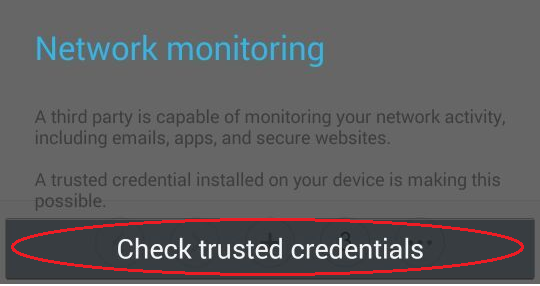 Network monitoring
A third party is capable of monitoring your network activity,
including emails, apps, and secure websites.
A trusted credential installed on your device is making this
possible.
Check trusted credentials